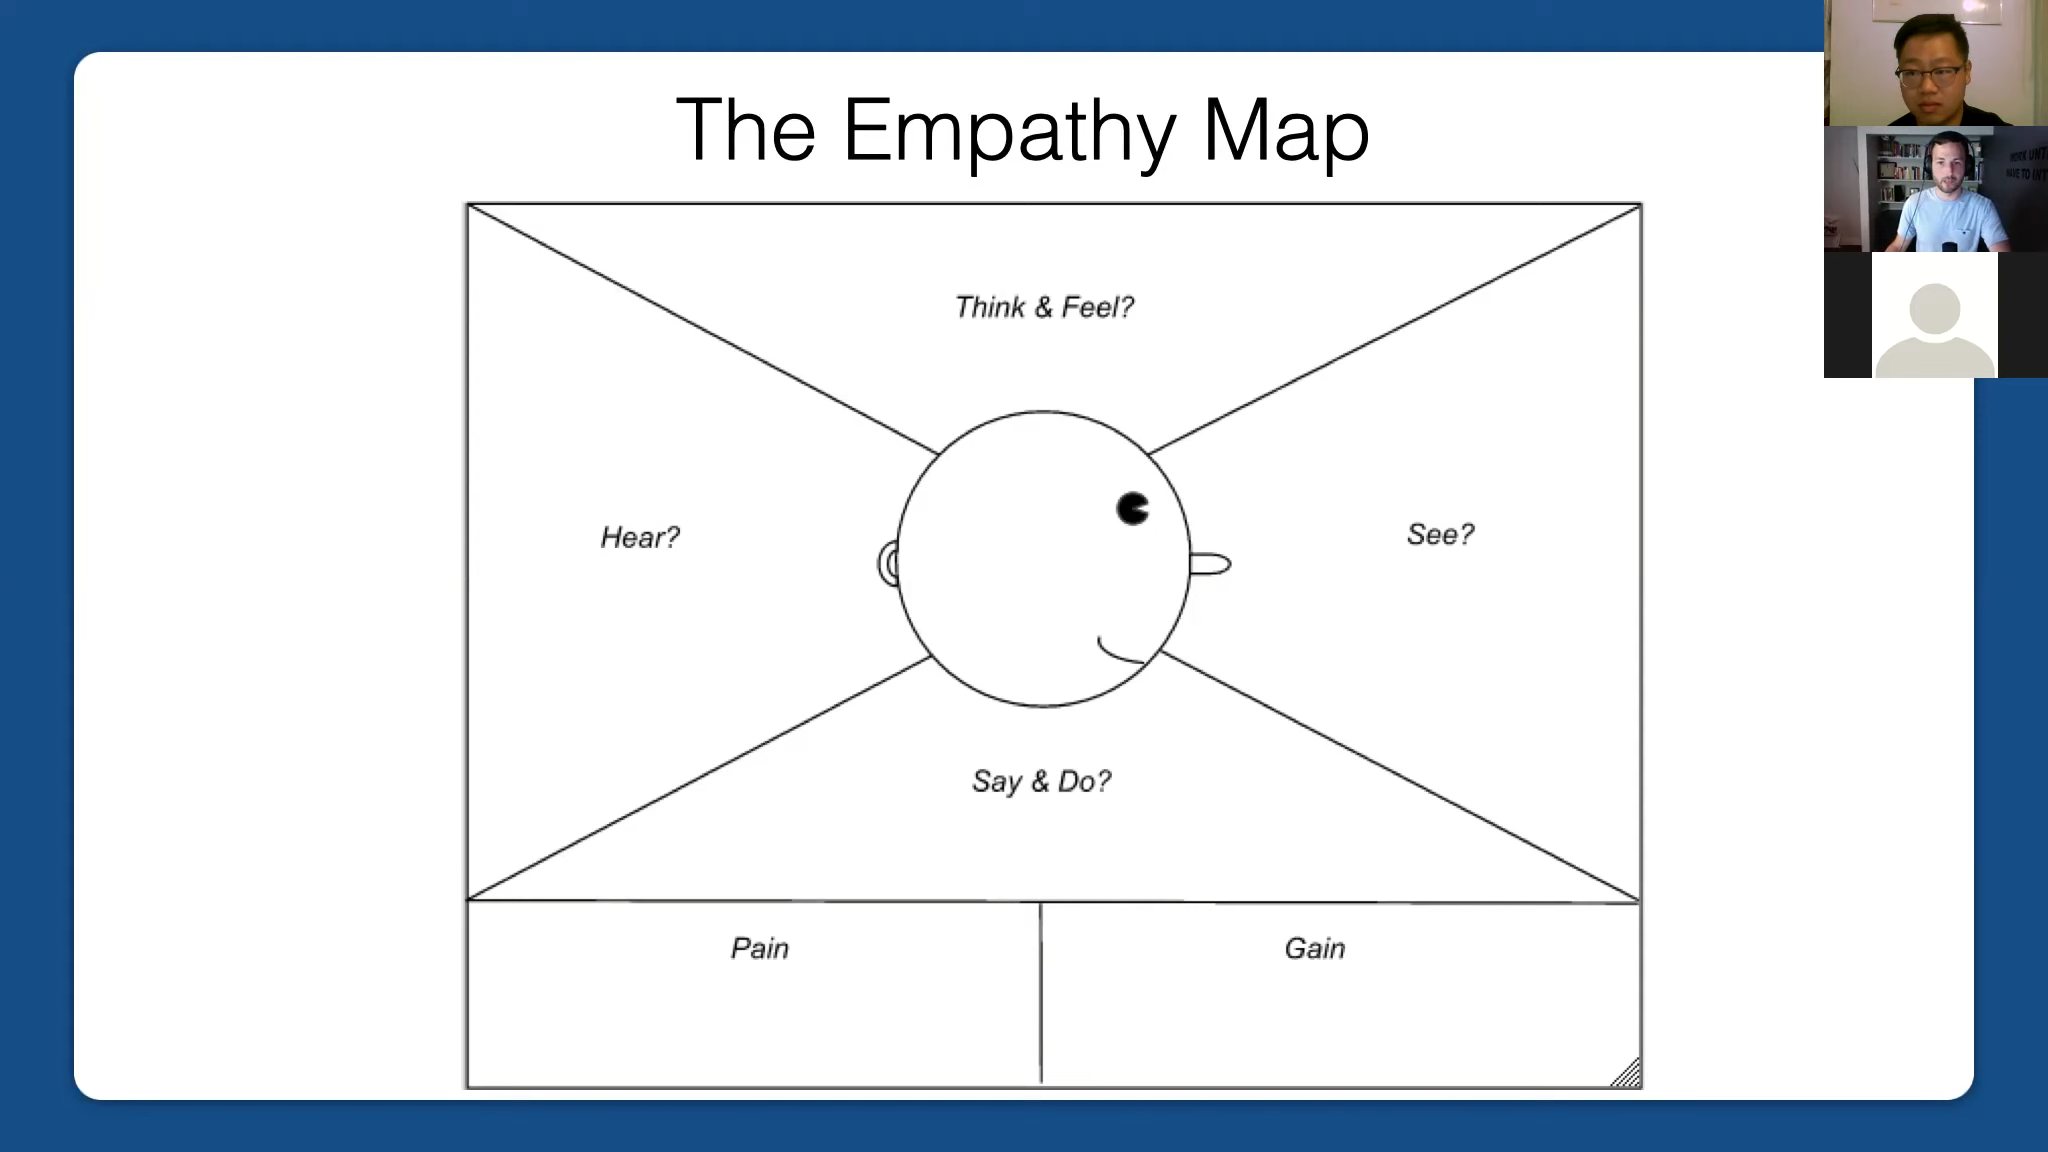 The Empathy Map
Think & Feel?
Hear?
See?
Say & Do?
Pain
Gain